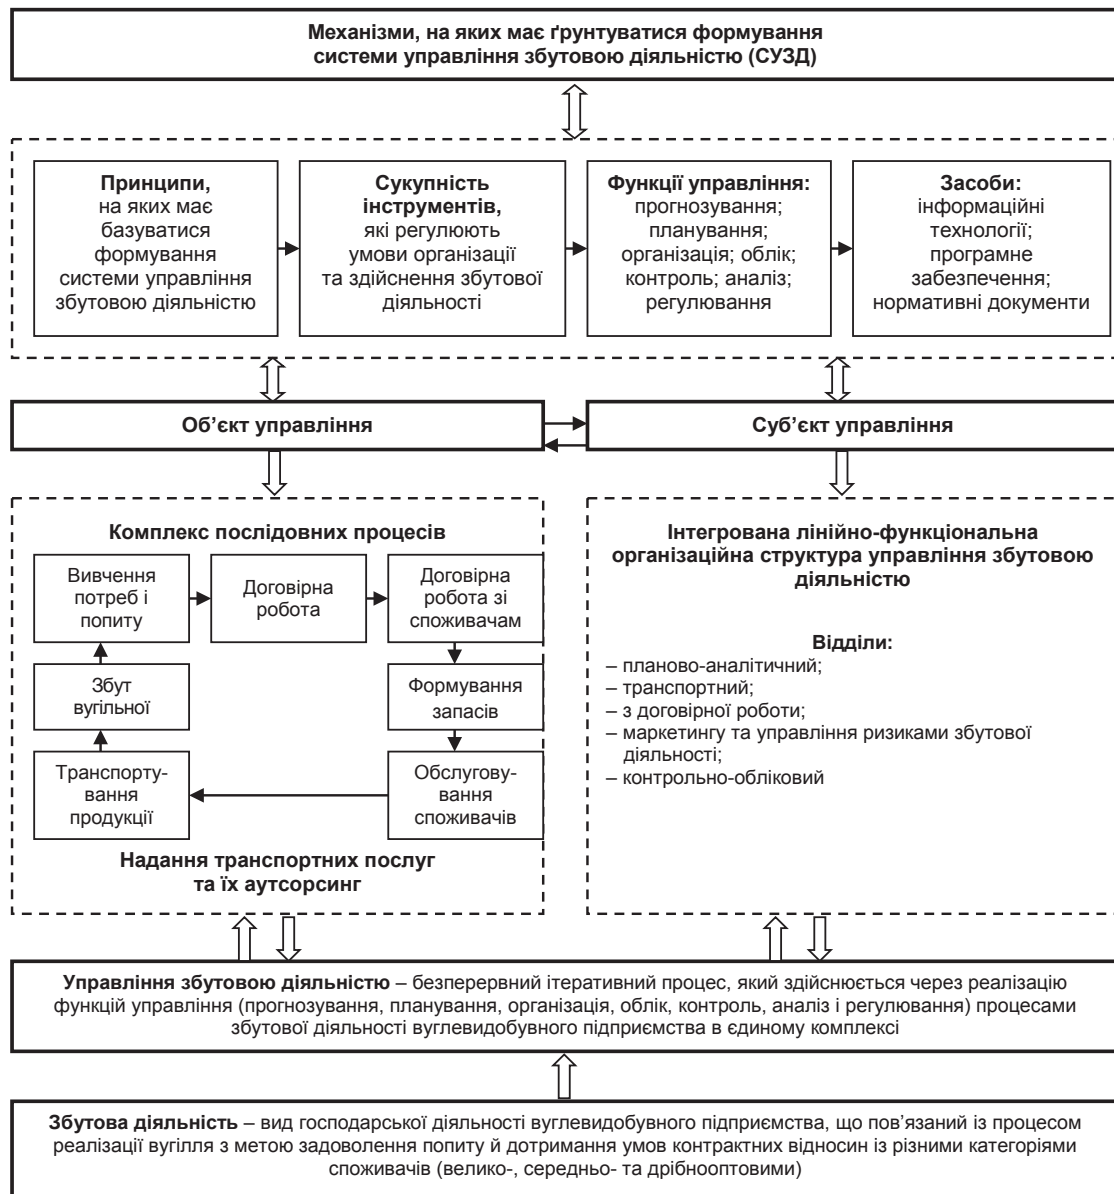 Механізми, на яких має ґрунтуватися формування
системи управління збутовою діяльністю (СУЗД)
Принципи,
на яких має
базуватися
формування
системи управління
збутовою діяльністю
Сукупність
інструментів,
які регулюють
умови організації
та здійснення збутової
діяльності
Функції управління:
прогнозування;
планування;
організація; облік;
контроль; аналіз;
регулювання
Засоби:
інформаційні
технології;
програмне
забезпечення;
нормативні документи
Об’єкт управління
Суб’єкт управління
Комплекс послідовних процесів
Вивчення
потреб і
попиту
Договірна
робота
Договірна
робота зі
споживачам
Збут
вугільної
Формування
запасів
Транспорту-
вання
продукції
Обслугову-
вання
споживачів
Надання транспортних послуг
та їх аутсорсинг
Інтегрована лінійно-функціональна
організаційна структура управління збутовою
діяльністю
Відділи:
– планово-аналітичний;
– транспортний;
– з договірної роботи;
– маркетингу та управління ризиками збутової
діяльності;
– контрольно-обліковий
Управління збутовою діяльністю – безперервний ітеративний процес, який здійснюється через реалізацію
функцій управління (прогнозування, планування, організація, облік, контроль, аналіз і регулювання) процесами
збутової діяльності вуглевидобувного підприємства в єдиному комплексі
Збутова діяльність – вид господарської діяльності вуглевидобувного підприємства, що пов’язаний із процесом
реалізації вугілля з метою задоволення попиту й дотримання умов контрактних відносин із різними категоріями
споживачів (велико-, середньо- та дрібнооптовими)